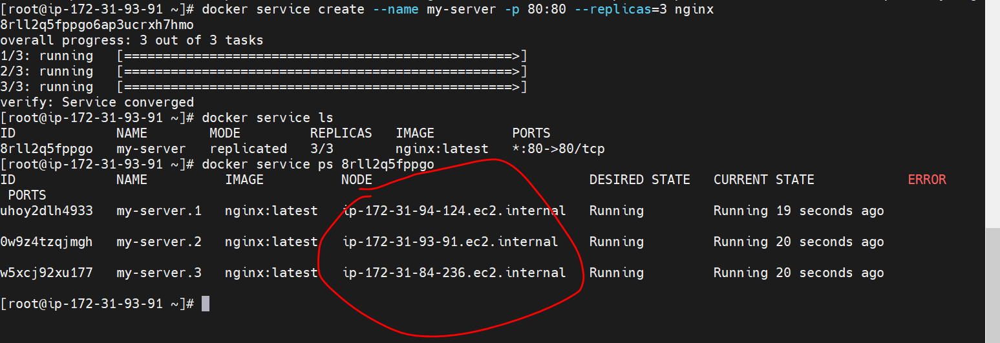 [root@ip-172-31-93-91 ~]# docker service create --name my-server -p 80:80 --replicas=3 nginx
8rll2q5fppgo6ap3ucrxh7hmo
overall progress: 3 out of 3 tasks
1/3: running   [==================================================>]
2/3: running   [==================================================>]
3/3: running   [==================================================>]
verify: Service converged
[root@ip-172-31-93-91 ~]# docker service ls
ID             NAME        MODE         REPLICAS   IMAGE          PORTS
8rll2q5fppgo   my-server   replicated   3/3        nginx:latest   *:80->80/tcp
[root@ip-172-31-93-91 ~]# docker service ps 8rll2q5fppgo
ID             NAME          IMAGE          NODE                            DESIRED STATE   CURRENT STATE            ERROR
 PORTS
uhoy2dlh4933   my-server.1   nginx:latest   ip-172-31-94-124.ec2.internal   Running         Running 19 seconds ago
0w9z4tzqjmgh   my-server.2   nginx:latest   ip-172-31-93-91.ec2.internal    Running         Running 20 seconds ago
w5xcj92xu177   my-server.3   nginx:latest   ip-172-31-84-236.ec2.internal   Running         Running 20 seconds ago
[root@ip-172-31-93-91 ~]#